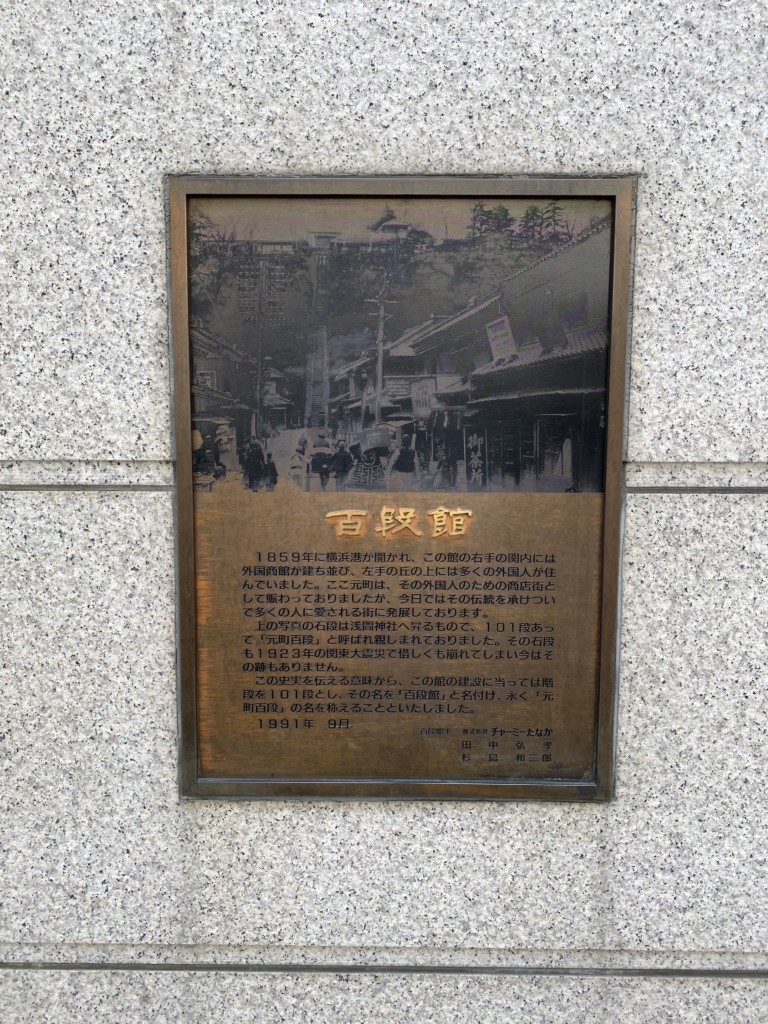 御茶所
百段館
1859年に横浜港が開かれ、この館の右手の関内には
外国商館が建ち並び、左手の丘の上には多くの外国人が住
んでいました。ここ元町は、その外国人のための商店街と
して賑わっておりましたが、今日ではその伝統を承けつい
で多くの人に愛される街に発展しております。
上の写真の石段は浅間神社へ昇るもので、101段あっ
て「元町百段」と呼ばれ親しまれておりました。その石段
も1923年の関東大震災で惜しくも崩れてしまい今はそ
の跡もありません。
この史実を伝える意味から、この館の建設に当っては階
段を101段とし、その名を「百段館」と名付け、永く「元
町百段」の名を称えることといたしました。
1991年 9月
百段館主 株式会社 チャーミーたなか
田中弘孝
杉島和三郎